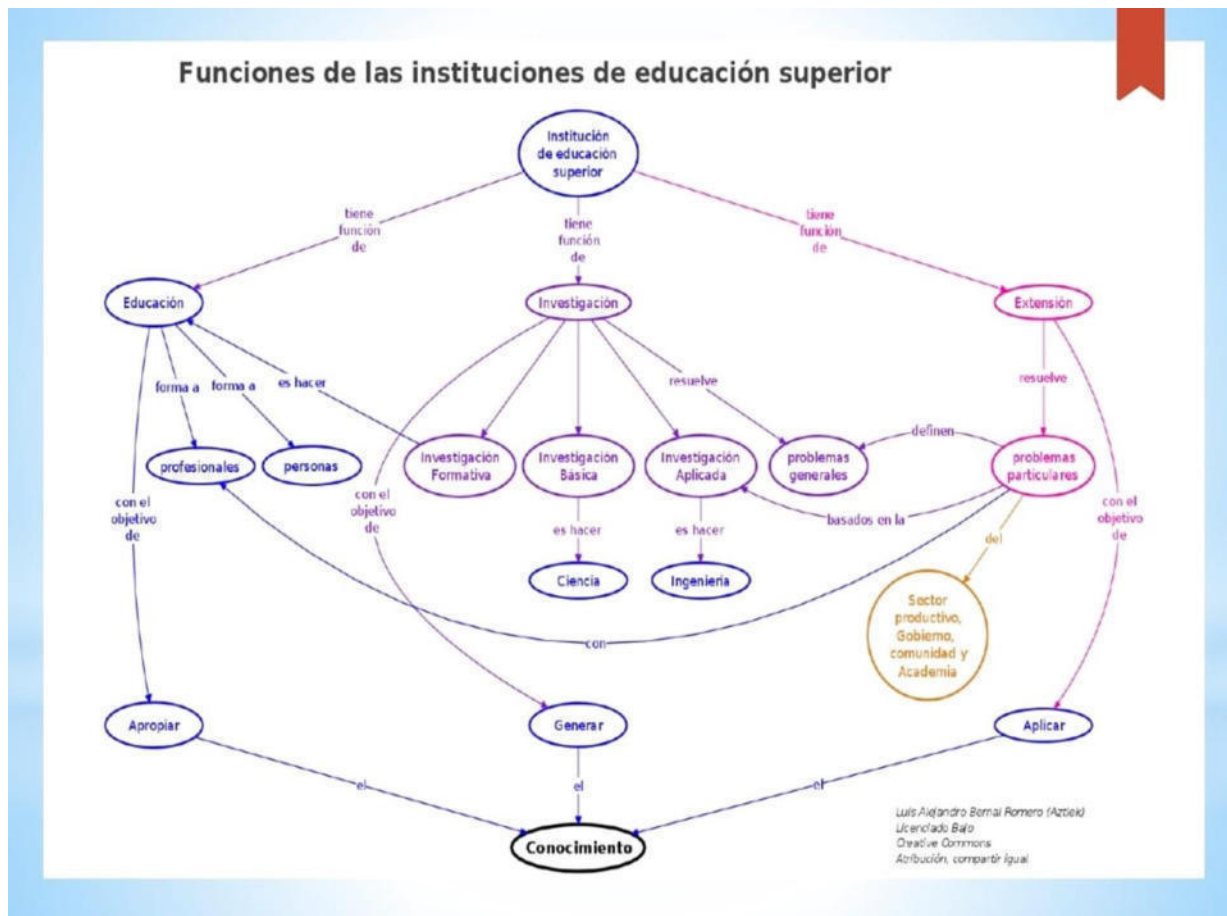 Funciones de las instituciones de educación superior
Institución
de educación
superior
tiene
función
de
tiene
función
de
tiene
función
de
Educación
Investigación
Extensión
forma a
forma a
es hacer
resuelve
resuelve
definen
profesionales
personas
Investigación
Formativa
Investigación
Básica
Investigación
Aplicada
problemas
generales
problemas
particulares
con el
objetivo
de
con el
objetivo
de
con el
objetivo
de
basados en la
es hacer
es hacer
del
Ciencia
Ingeniería
Sector
productivo,
Gobierno,
comunidad y
Academia
con
Apropiar
Generar
Aplicar
el
el
el
Conocimiento
Luis Alejandro Bernal Romero (Aztlek)
Licenciado Bajo
Creative Commons
Atribución, compartir igual